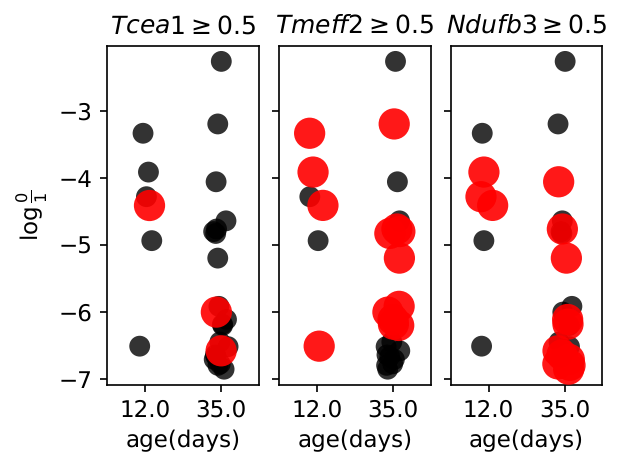 Tcea1 ≥ 0.5 Tmeff2 ≥ 0.5 Ndufb3 ≥ 0.5
−3
−4
−5
−6
−7
log 0/1
12.0 35.0 12.0 35.0 12.0 35.0
age(days) age(days) age(days)